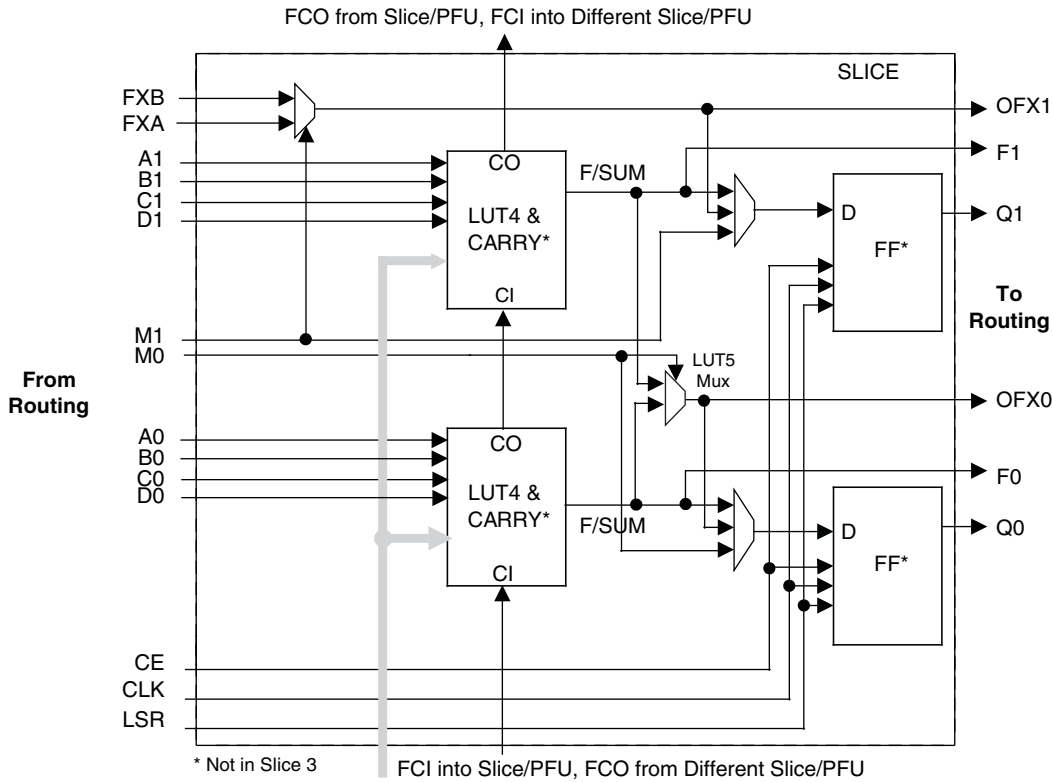 FCO from Slice/PFU, FCI into Different Slice/PFU
SLICE
FXB
FXA
OFX1
F1
A1
B1
C1
D1
CO
LUT4 &
CARRY*
CI
F/SUM
D
FF*
Q1
To
Routing
M1
M0
From
Routing
LUT5
Mux
OFX0
A0
B0
C0
D0
CO
LUT4 &
CARRY*
CI
F/SUM
F0
D
FF*
Q0
CE
CLK
LSR
* Not in Slice 3
FCI into Slice/PFU, FCO from Different Slice/PFU